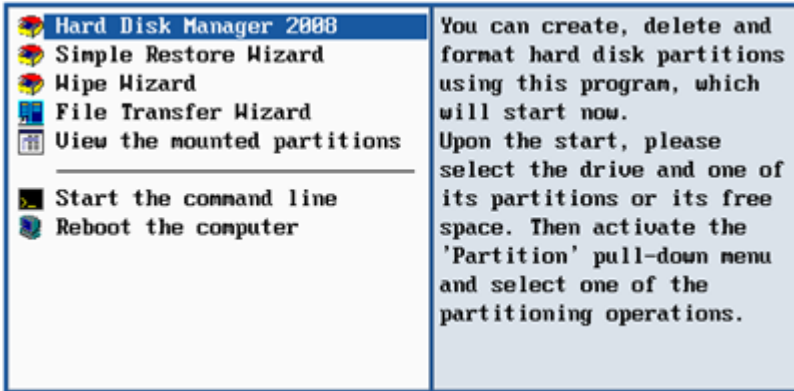 Hard Disk Manager 2008
Simple Restore Wizard
Wipe Wizard
File Transfer Wizard
View the mounted partitions
Start the command line
Reboot the computer
You can create, delete and
format hard disk partitions
using this program, which
will start now.
Upon the start, please
select the drive and one of
its partitions or its free
space. Then activate the
'Partition' pull-down menu
and select one of the
partitioning operations.